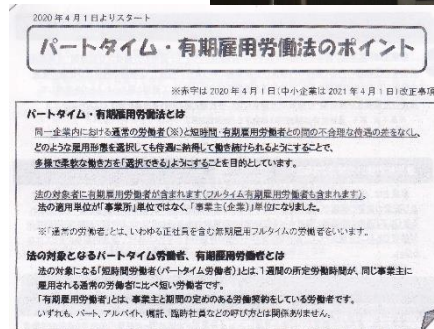 2020年4月1日よりスタート
パートタイム・有期雇用労働法のポイント
※赤字は2020年4月1日(中小企業は2021年4月1日)改正事項
パートタイム・有期雇用労働法とは
同一企業内における通常の労働者(※)と短時間・有期雇用労働者との間の不合理な待遇の差をなくし、
どのような雇用形態を選択しても待遇に納得して働き続けられるようにすることで、
多様で柔軟な働き方を「選択できる」ようにすることを目的としています。
法の対象者に有期雇用労働者が含まれます(フルタイム有期雇用労働者も含まれます)。
法の適用単位が「事業所」単位ではなく、「事業主(企業)」単位になりました。
※「通常の労働者」とは、いわゆる正社員を含む無期雇用フルタイムの労働者をいいます。
法の対象となるパートタイム労働者、有期雇用労働者とは
法の対象になる「短時間労働者(パートタイム労働者)」とは、1週間の所定労働時間が、同じ事業主に
雇用される通常の労働者に比べ短い労働者です。
「有期雇用労働者」とは、事業主と期間の定めのある労働契約をしている労働者です。
いずれも、パート、アルバイト、嘱託、臨時社員などの呼び方とは関係ありません。